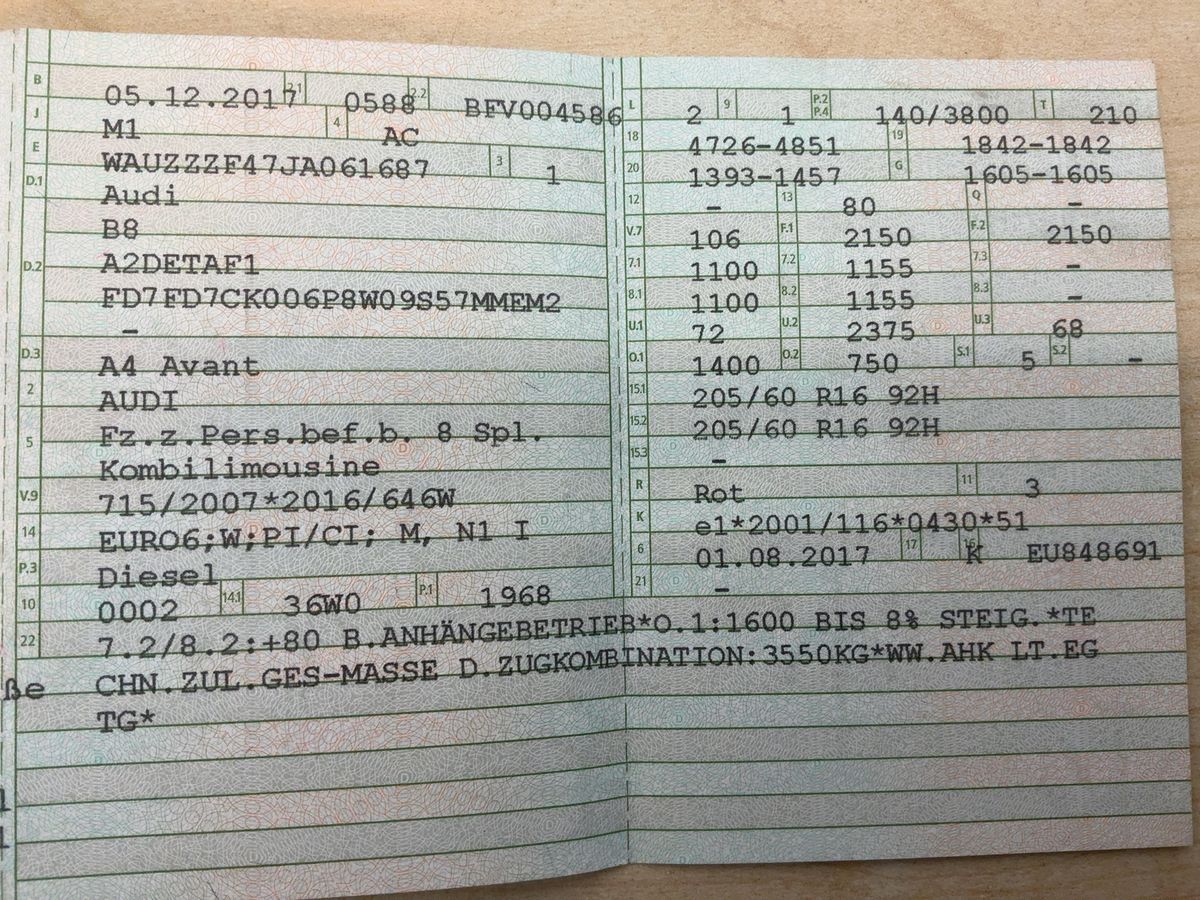 B 05.12.2017 2.1 0588 2.2 BFV004586
J M1 4 AC
E WAUZZZF47JA061687 3 1
D.1 Audi
B8
D.2 A2DETAF1
FD7FD7CK006P8W09S57MMEM2
–
D.3 A4 Avant
2 AUDI
5 Fz.z.Pers.bef.b. 8 Spl.
Kombilimousine
V.9 715/2007*2016/646W
14 EURO6;W;PI/CI; M, N1 I
P.3 Diesel
10 0002 14.1 36W0 P.1 1968
L 2 9 1 P.2 P.4 140/3800 T 210
18 4726-4851 19 1842-1842
20 1393-1457 G 1605-1605
12 – 13 80 Q –
V.7 106 F.1 2150 F.2 2150
7.1 1100 7.2 1155 7.3 –
8.1 1100 8.2 1155 8.3 –
U.1 72 U.2 2375 U.3 68
O.1 1400 O.2 750 S.1 5 S.2 –
15.1 205/60 R16 92H
15.2 205/60 R16 92H
15.3 –
R Rot 11 3
K e1*2001/116*0430*51
6 01.08.2017 17 K 16 EU848691
21 –
22 7.2/8.2:+80 B.ANHÄNGEBETRIEB*O.1:1600 BIS 8% STEIG.*TE
CHN.ZUL.GES-MASSE D.ZUGKOMBINATION:3550KG*WW.AHK LT.EG
TG*
ße